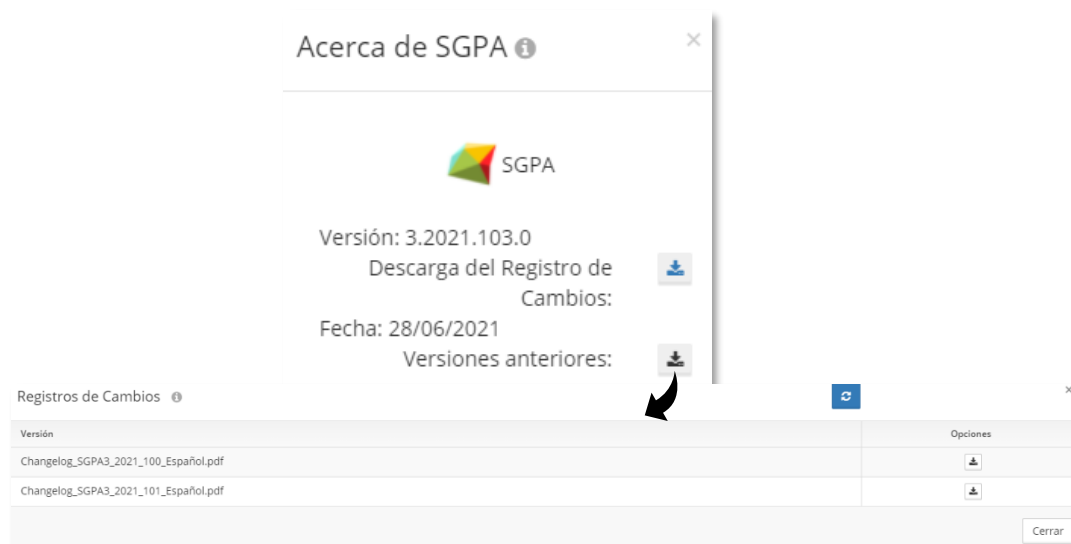 Acerca de SGPA
SGPA
Versión: 3.2021.103.0
Descarga del Registro de
Cambios:
Fecha: 28/06/2021
Versiones anteriores:
Registros de Cambios
Versión Opciones
Changelog_SGPA3_2021_100_Español.pdf
Changelog_SGPA3_2021_101_Español.pdf
Cerrar